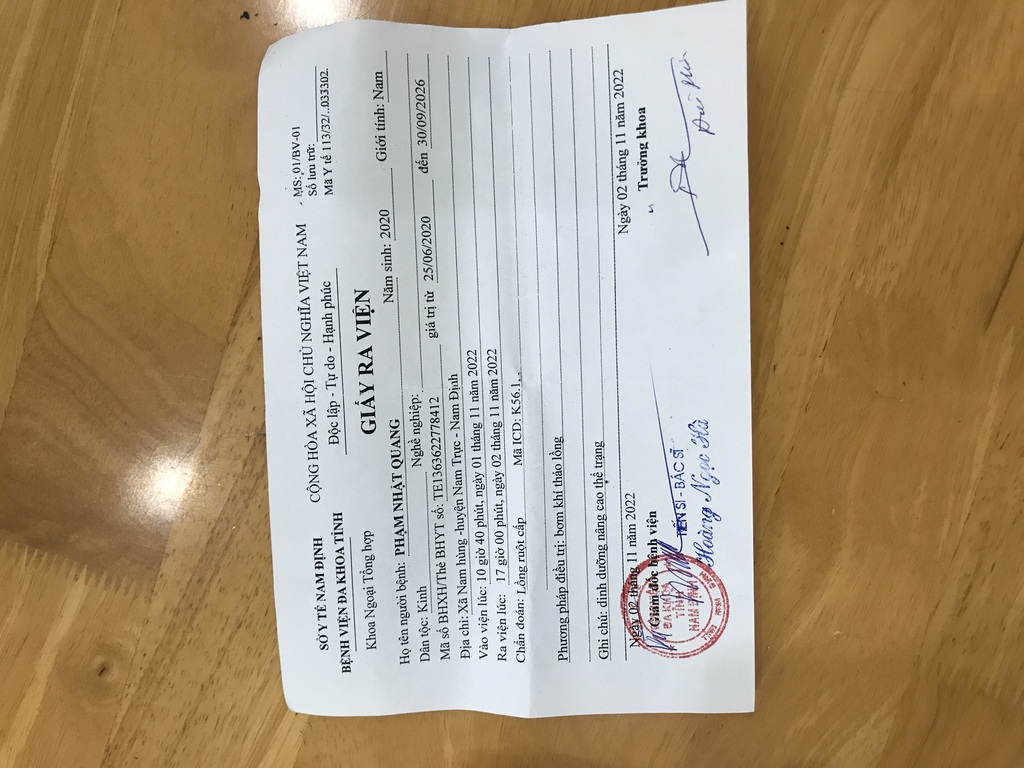 SỞ Y TẾ NAM ĐỊNH
BỆNH VIỆN ĐA KHOA TỈNH
Khoa Ngoại Tổng hợp
CỘNG HÒA XÃ HỘI CHỦ NGHĨA VIỆT NAM
Độc lập - Tự do - Hạnh phúc
MS: 01/BV-01
Số lưu trữ:
Mã Y tế 113/32/..033302.
GIẤY RA VIỆN
Họ tên người bệnh: PHẠM NHẬT QUANG Năm sinh: 2020 Giới tính: Nam
Dân tộc: Kinh Nghề nghiệp:
Mã số BHXH/Thẻ BHYT số: TE1363622778412 giá trị từ 25/06/2020 đến 30/09/2026
Địa chỉ: Xã Nam hùng -huyện Nam Trực - Nam Định
Vào viện lúc: 10 giờ 40 phút, ngày 01 tháng 11 năm 2022
Ra viện lúc: 17 giờ 00 phút, ngày 02 tháng 11 năm 2022
Chẩn đoán: Lồng ruột cấp Mã ICD: K56.1, .
Phương pháp điều trị: bơm khí tháo lồng
Ghi chú: dinh dưỡng nâng cao thể trạng
Ngày 02 tháng 11 năm 2022
Giám đốc bệnh viện
ĐA KHOA
TỈNH
NAM ĐỊNH
TIẾN SĨ - BÁC SĨ
Hoàng Ngọc Hà
Ngày 02 tháng 11 năm 2022
Trưởng khoa